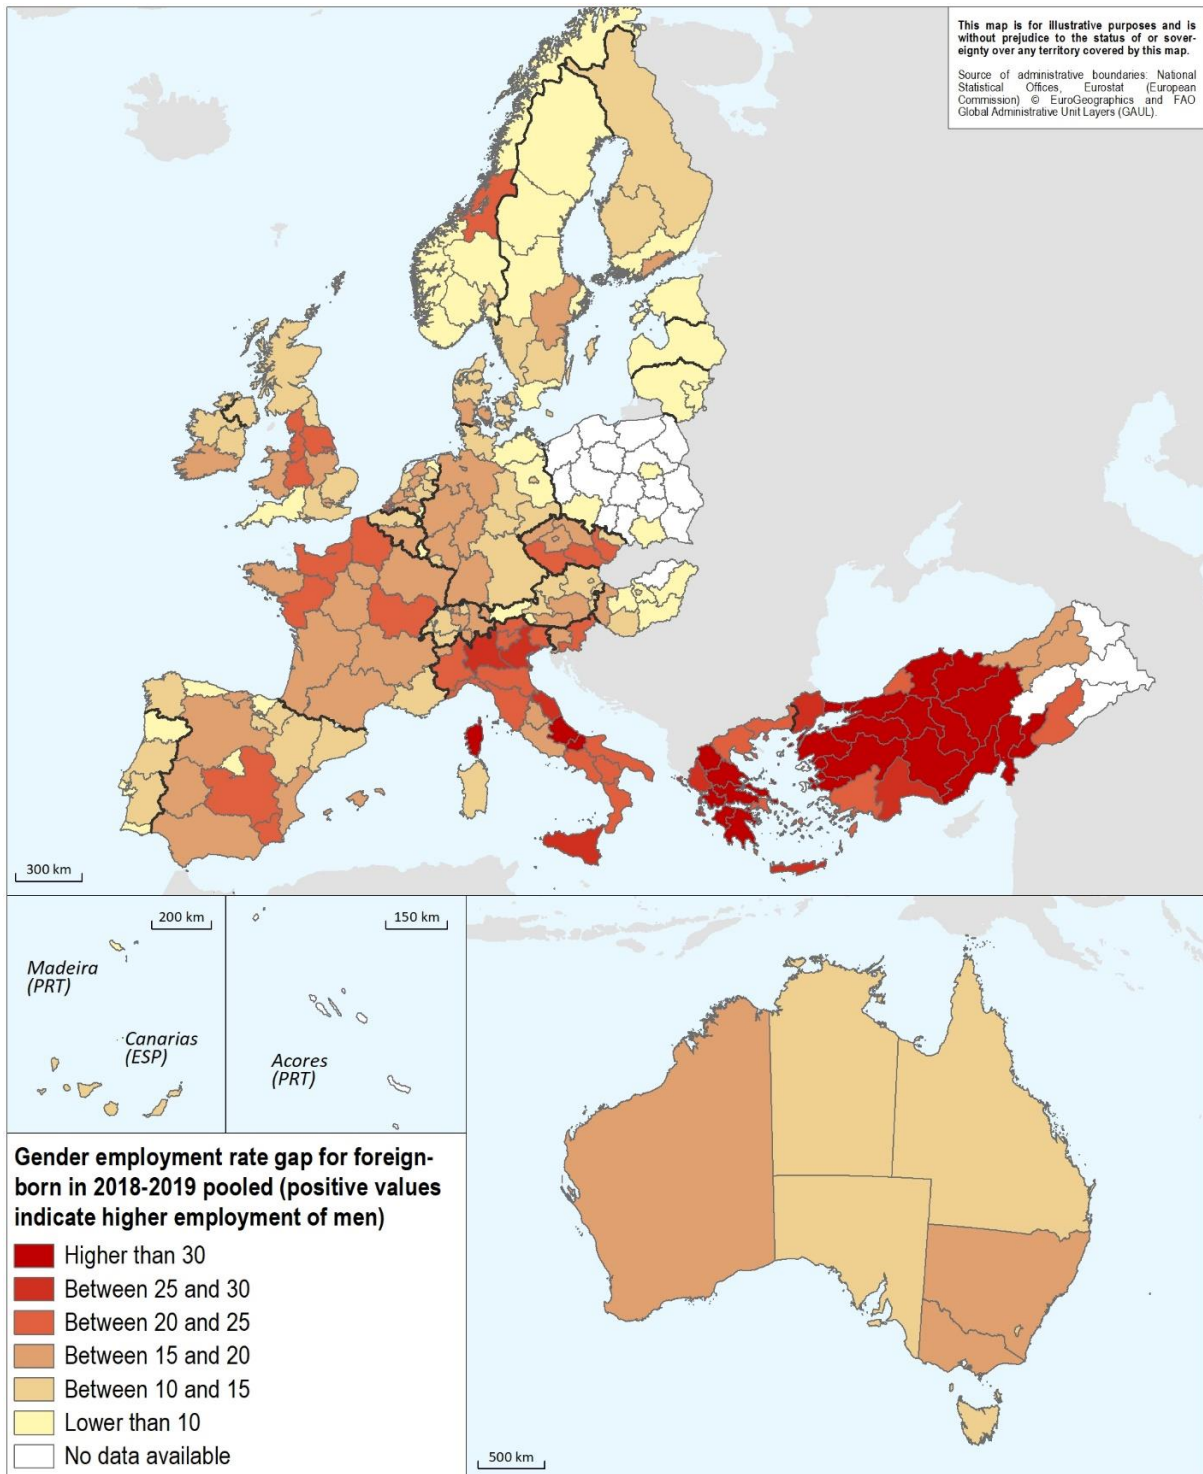 This map is for illustrative purposes and is
without prejudice to the status of or sover-
eignty over any territory covered by this map.
Source of administrative boundaries: National
Statistical Offices, Eurostat (European
Commission) © EuroGeographics and FAO
Global Administrative Unit Layers (GAUL).
300 km
200 km
150 km
Madeira
(PRT)
Canarias
(ESP)
Acores
(PRT)
Gender employment rate gap for foreign-
born in 2018-2019 pooled (positive values
indicate higher employment of men)
Higher than 30
Between 25 and 30
Between 20 and 25
Between 15 and 20
Between 10 and 15
Lower than 10
No data available
500 km